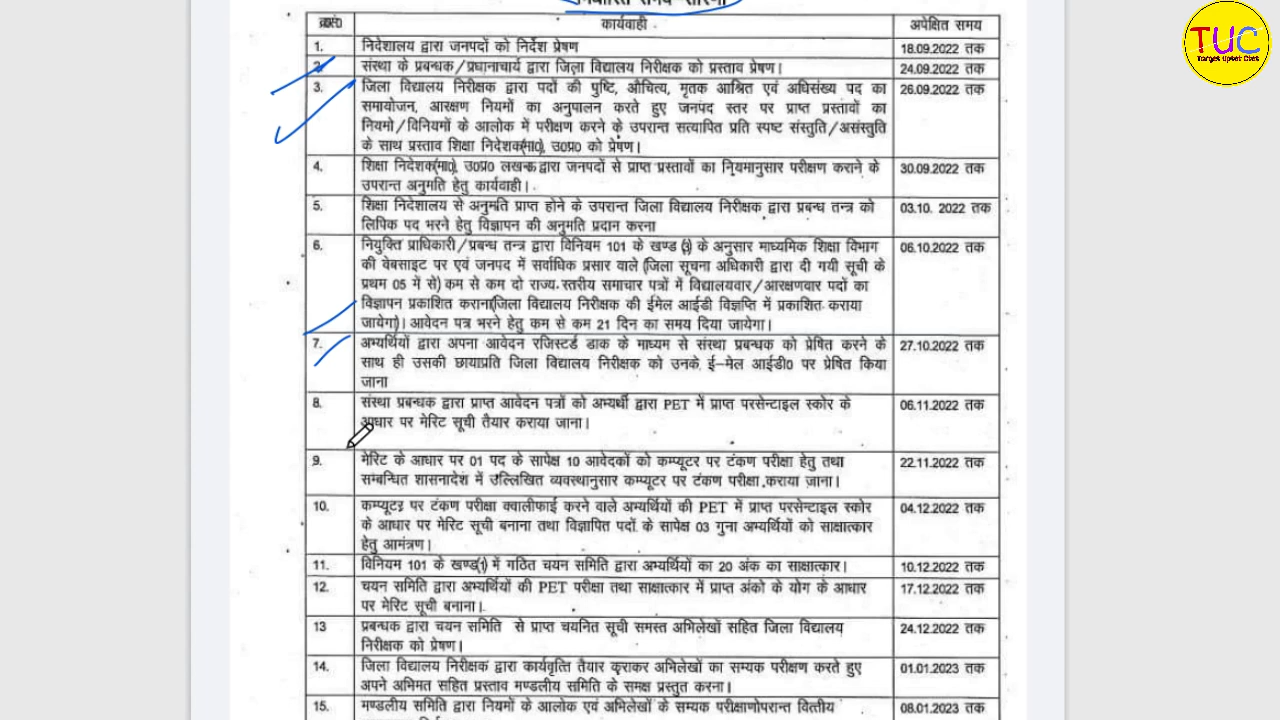 निर्धारित समय सारणी
TUC
Target Upset Clas
क्र०सं०
कार्यवाही
अपेक्षित समय
1. निदेशालय द्वारा जनपदों को निर्देश प्रेषण 18.09.2022 तक
2. संस्था के प्रबन्धक/प्रधानाचार्य द्वारा जिला विद्यालय निरीक्षक को प्रस्ताव प्रेषण। 24.09.2022 तक
3. जिला विद्यालय निरीक्षक द्वारा पदों की पुष्टि, औचित्य, मृतक आश्रित एवं अधिसंख्य पद का 26.09.2022 तक
समायोजन, आरक्षण नियमों का अनुपालन करते हुए जनपद स्तर पर प्राप्त प्रस्तावों का
नियमो/विनियमों के आलोक में परीक्षण करने के उपरान्त सत्यापित प्रति स्पष्ट संस्तुति/असंस्तुति
के साथ प्रस्ताव शिक्षा निदेशक(मा0), उ0प्र0 को प्रेषण।
4. शिक्षा निदेशक(मा0), उ0प्र0 लखनऊ द्वारा जनपदों से प्राप्त प्रस्तावों का नियमानुसार परीक्षण कराने के 30.09.2022 तक
उपरान्त अनुमति हेतु कार्यवाही।
5. शिक्षा निदेशालय से अनुमति प्राप्त होने के उपरान्त जिला विद्यालय निरीक्षक द्वारा प्रबन्ध तन्त्र को 03.10. 2022 तक
लिपिक पद भरने हेतु विज्ञापन की अनुमति प्रदान करना
6. नियुक्ति प्राधिकारी/प्रबन्ध तन्त्र द्वारा विनियम 101 के खण्ड (3) के अनुसार माध्यमिक शिक्षा विभाग 06.10.2022 तक
की वेबसाइट पर एवं जनपद में सर्वाधिक प्रसार वाले (जिला सूचना अधिकारी द्वारा दी गयी सूची के
प्रथम 05 में से) कम से कम दो राज्य स्तरीय समाचार पत्रों में विद्यालयवार/आरक्षणवार पदों का
विज्ञापन प्रकाशित कराना(जिला विद्यालय निरीक्षक की ईमेल आईडी विज्ञप्ति में प्रकाशित कराया
जायेगा)। आवेदन पत्र भरने हेतु कम से कम 21 दिन का समय दिया जायेगा।
7. अभ्यर्थियों द्वारा अपना आवेदन रजिस्टर्ड डाक के माध्यम से संस्था प्रबन्धक को प्रेषित करने के 27.10.2022 तक
साथ ही उसकी छायाप्रति जिला विद्यालय निरीक्षक को उनके ई–मेल आईडी0 पर प्रेषित किया
जाना
8. संस्था प्रबन्धक द्वारा प्राप्त आवेदन पत्रों को अभ्यर्थी द्वारा PET में प्राप्त परसेन्टाइल स्कोर के 06.11.2022 तक
आधार पर मेरिट सूची तैयार कराया जाना।
9. मेरिट के आधार पर 01 पद के सापेक्ष 10 आवेदकों को कम्प्यूटर पर टंकण परीक्षा हेतु तथा 22.11.2022 तक
सम्बन्धित शासनादेश में उल्लिखित व्यवस्थानुसार कम्प्यूटर पर टंकण परीक्षा कराया जाना।
10. कम्प्यूटर पर टंकण परीक्षा क्वालीफाई करने वाले अभ्यर्थियों की PET में प्राप्त परसेन्टाइल स्कोर 04.12.2022 तक
के आधार पर मेरिट सूची बनाना तथा विज्ञापित पदों के सापेक्ष 03 गुना अभ्यर्थियों को साक्षात्कार
हेतु आमंत्रण।
11. विनियम 101 के खण्ड(1) में गठित चयन समिति द्वारा अभ्यर्थियों का 20 अंक का साक्षात्कार। 10.12.2022 तक
12. चयन समिति द्वारा अभ्यर्थियों की PET परीक्षा तथा साक्षात्कार में प्राप्त अंको के योग के आधार 17.12.2022 तक
पर मेरिट सूची बनाना।
13 प्रबन्धक द्वारा चयन समिति से प्राप्त चयनित सूची समस्त अभिलेखों सहित जिला विद्यालय 24.12.2022 तक
निरीक्षक को प्रेषण।
14. जिला विद्यालय निरीक्षक द्वारा कार्यवृत्ति तैयार कराकर अभिलेखों का सम्यक परीक्षण करते हुए 01.01.2023 तक
अपने अभिमत सहित प्रस्ताव मण्डलीय समिति के समक्ष प्रस्तुत करना।
15. मण्डलीय समिति द्वारा नियमों के आलोक एवं अभिलेखों के सम्यक परीक्षाणोपरान्त वित्तीय 08.01.2023 तक